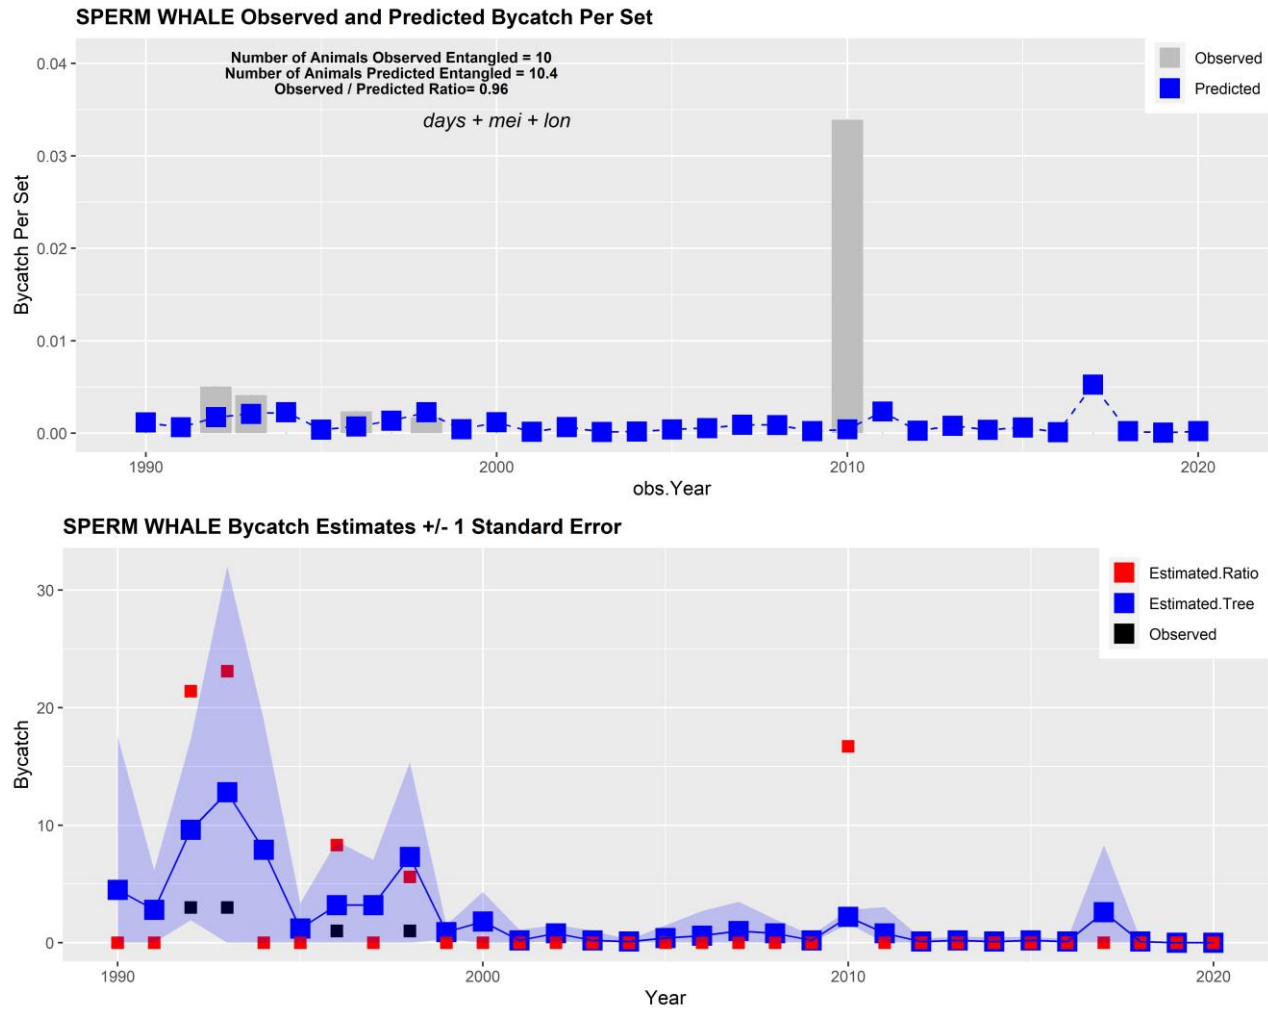 SPERM WHALE Observed and Predicted Bycatch Per Set
Number of Animals Observed Entangled = 10
Number of Animals Predicted Entangled = 10.4
Observed / Predicted Ratio= 0.96
days + mei + lon
Observed
Predicted
Bycatch Per Set
0.04
0.03
0.02
0.01
0.00
1990
2000
2010
2020
obs.Year
SPERM WHALE Bycatch Estimates +/- 1 Standard Error
Estimated.Ratio
Estimated.Tree
Observed
Bycatch
30
20
10
0
1990
2000
2010
2020
Year